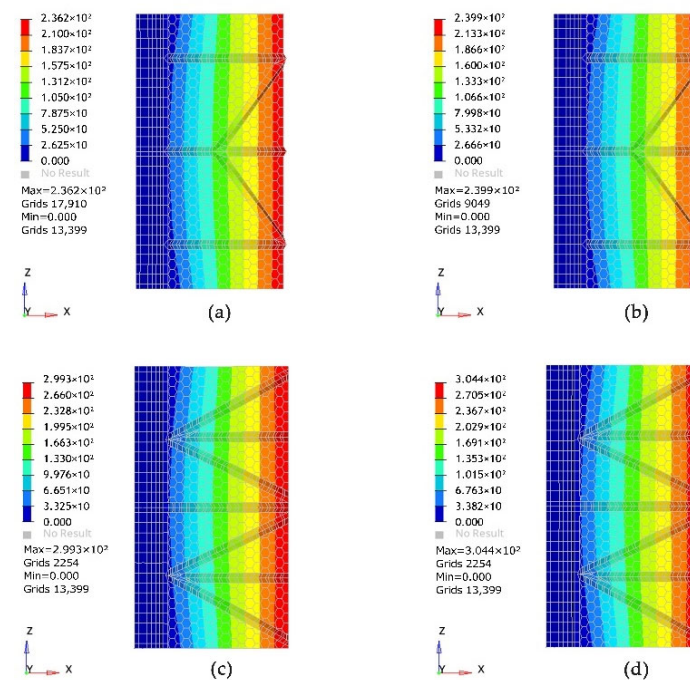 2.362×10²
2.100×10²
1.837×10²
1.575×10²
1.312×10²
1.050×10²
7.875×10
5.250×10
2.625×10
0.000
No Result
Max=2.362×10²
Grids 17,910
Min=0.000
Grids 13,399
Z
Y X
(a)
2.399×10²
2.133×10²
1.866×10²
1.600×10²
1.333×10²
1.066×10²
7.998×10
5.332×10
2.666×10
0.000
No Result
Max=2.399×10²
Grids 9049
Min=0.000
Grids 13,399
Z
Y X
(b)
2.993×10²
2.660×10²
2.328×10²
1.995×10²
1.663×10²
1.330×10²
9.976×10
6.651×10
3.325×10
0.000
No Result
Max=2.993×10²
Grids 2254
Min=0.000
Grids 13,399
Z
Y X
(c)
3.044×10²
2.705×10²
2.367×10²
2.029×10²
1.691×10²
1.353×10²
1.015×10²
6.763×10
3.382×10
0.000
No Result
Max=3.044×10²
Grids 2254
Min=0.000
Grids 13,399
Z
Y X
(d)